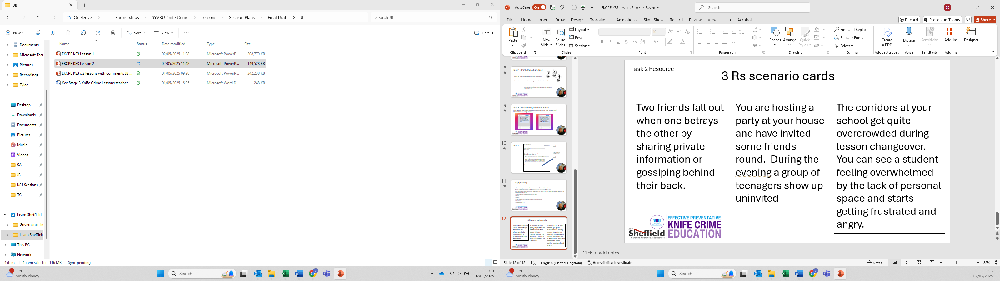 JB
OneDrive > ... Partnerships > SYVRU Knife Crime > Lessons > Session Plans > Final Draft > JB
Search JB
New
Sort
View
Details
Name Status Date modified Type Size
EKCPE KS3 Lesson 1 02/05/2025 11:08 Microsoft PowerP... 208,779 KB
EKCPE KS3 Lesson 2 02/05/2025 11:12 Microsoft PowerP... 149,528 KB
EKCPE KS3 x 2 lessons with comments JB ... 01/05/2025 09:28 Microsoft PowerP... 342,238 KB
Key Stage 3 Knife Crime Lessons teacher ... 01/05/2025 16:35 Microsoft Word D... 248 KB
Documents
Microsoft Tear
Pictures
Recordings
Tylae
Desktop
Downloads
Documents
Pictures
Music
Videos
SA
JB
KS4 Sessions
TC
Learn Sheffield
Governance Im
Learn Sheffield
This PC
Network
4 items 1 item selected 146 MB Sync pending
1
15°C
Mostly cloudy
Search
11:13
02/05/2025
AutoSave On
EKCPE KS3 Lesson 2 • Saved
Search
SB
File Home Insert Draw Design Transitions Animations Slide Show Record Review View Help Acrobat
Record Present in Teams Share
Paste
Clipboard
New
Slide
Reuse
Slides
Layout
Reset
Section
Slides
40
B I U S ab AV Aa A
Font
Paragraph
Shapes
Arrange
Quick
Styles
Drawing
Find and Replace
Replace Fonts
Select
Editing
Create
a PDF
Adobe Acrobat
Dictate
Voice
Sensitivity
Sensitivity
Add-ins
Add-ins
Designer
8
Task 4 : Think, Pair, Share Task
9
Task 5 : Responding on Social Media
10
Task 6
11
Signposting
12
3 Rs scenario cards
Task 2 Resource
3 Rs scenario cards
Two friends fall out
when one betrays
the other by
sharing private
information or
gossiping behind
their back.
You are hosting a
party at your house
and have invited
some friends
round. During the
evening a group of
teenagers show up
uninvited
The corridors at your
school get quite
overcrowded during
lesson changeover.
You can see a student
feeling overwhelmed
by the lack of personal
space and starts
getting frustrated and
angry.
Learn
Sheffield
By Sheffield. For Sheffield. In collaboration
VRU
EFFECTIVE PREVENTATIVE
KNIFE CRIME
EDUCATION
Click to add notes
Slide 12 of 12 English (United Kingdom) Accessibility: Investigate
Notes
82%
1
15°C
Mostly cloudy
Search
11:13
02/05/2025